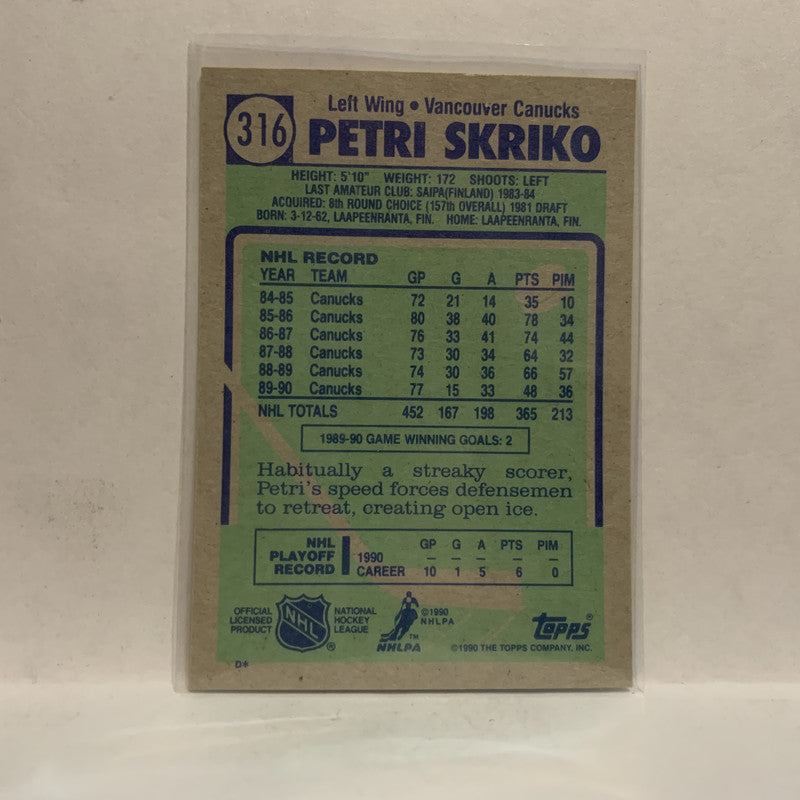 316
Left Wing • Vancouver Canucks
PETRI SKRIKO
HEIGHT: 5'10" WEIGHT: 172 SHOOTS: LEFT
LAST AMATEUR CLUB: SAIPA(FINLAND) 1983-84
ACQUIRED: 8th ROUND CHOICE (157th OVERALL) 1981 DRAFT
BORN: 3-12-62, LAAPEENRANTA, FIN. HOME: LAAPEENRANTA, FIN.
NHL RECORD
YEAR TEAM GP G A PTS PIM
84-85 Canucks 72 21 14 35 10
85-86 Canucks 80 38 40 78 34
86-87 Canucks 76 33 41 74 44
87-88 Canucks 73 30 34 64 32
88-89 Canucks 74 30 36 66 57
89-90 Canucks 77 15 33 48 36
NHL TOTALS 452 167 198 365 213
1989-90 GAME WINNING GOALS: 2
Habitually a streaky scorer,
Petri's speed forces defensemen
to retreat, creating open ice.
NHL PLAYOFF RECORD
GP G A PTS PIM
1990 – – – – –
CAREER 10 1 5 6 0
OFFICIAL LICENSED PRODUCT
NHL
®
NATIONAL HOCKEY LEAGUE
TM
NHLPA
©1990 NHLPA
topps®
©1990 THE TOPPS COMPANY, INC.
D*